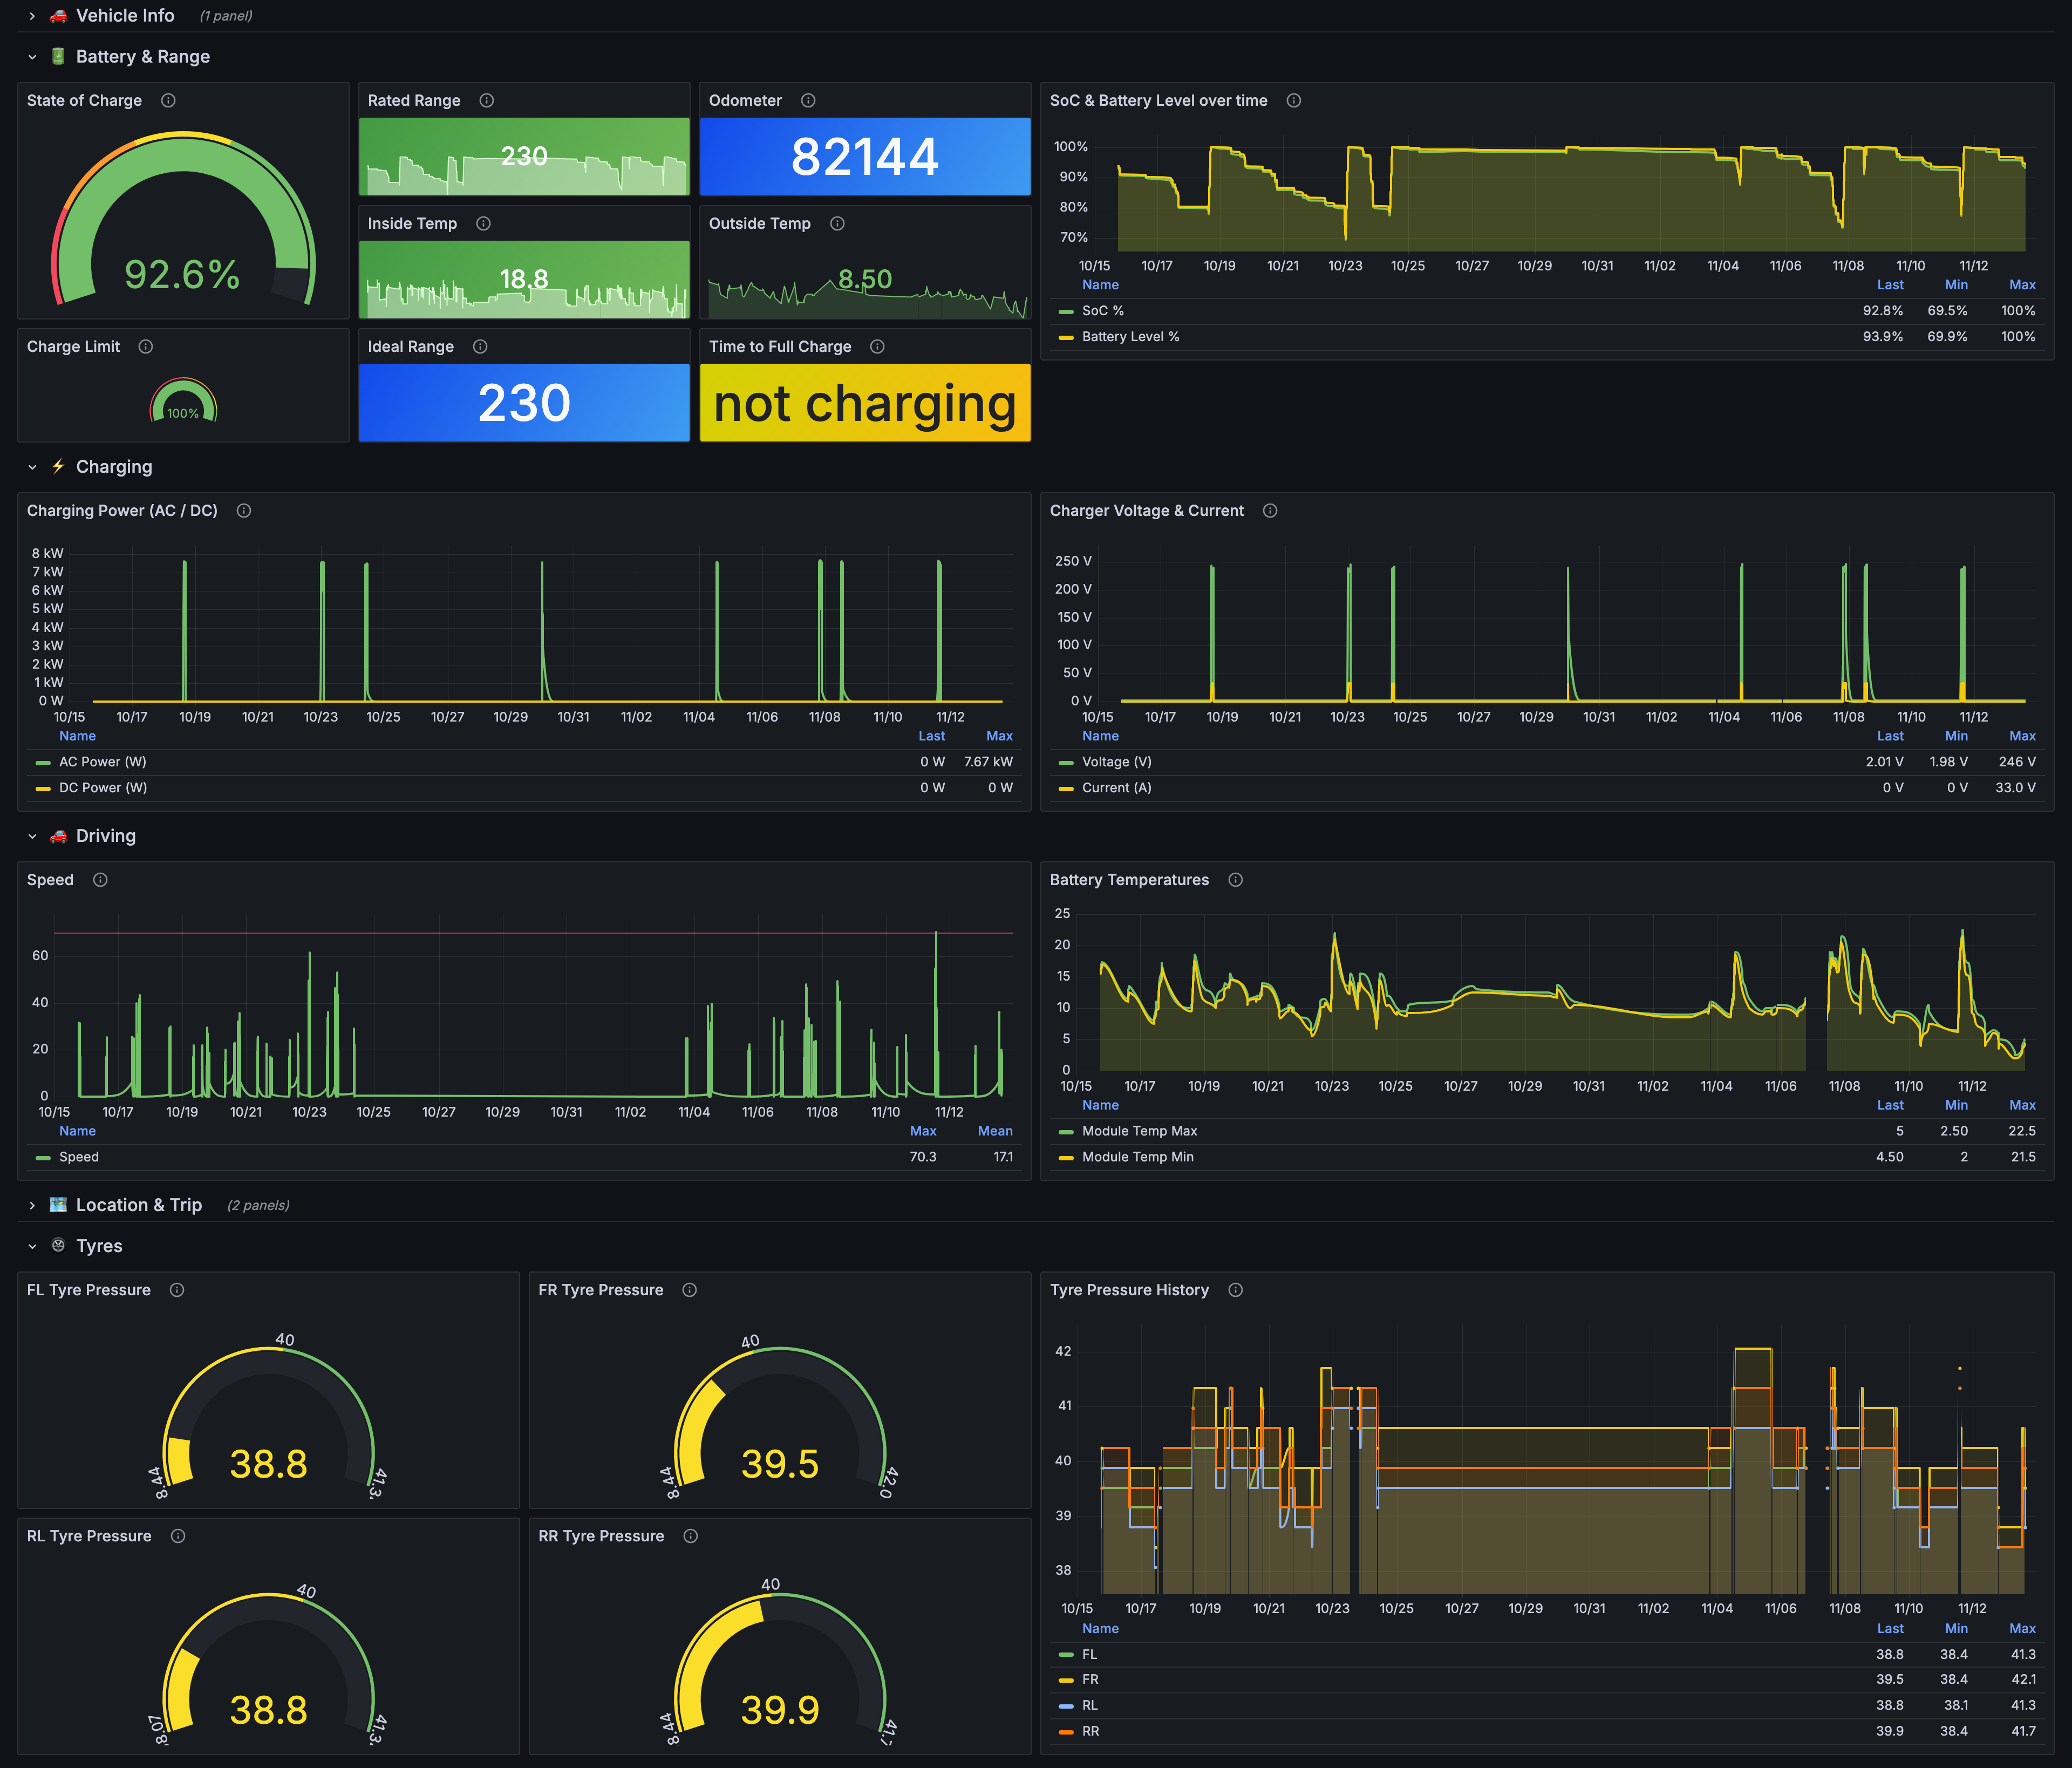 Vehicle Info (1 panel)
Battery & Range
State of Charge
92.6%
Rated Range
230
Odometer
82144
Inside Temp
18.8
Outside Temp
8.50
Charge Limit
100%
Ideal Range
230
Time to Full Charge
not charging
SoC & Battery Level over time
100%
90%
80%
70%
10/15 10/17 10/19 10/21 10/23 10/25 10/27 10/29 10/31 11/02 11/04 11/06 11/08 11/10 11/12
Name Last Min Max
SoC % 92.8% 69.5% 100%
Battery Level % 93.9% 69.9% 100%
Charging
Charging Power (AC / DC)
8 kW
7 kW
6 kW
5 kW
4 kW
3 kW
2 kW
1 kW
0 W
10/15 10/17 10/19 10/21 10/23 10/25 10/27 10/29 10/31 11/02 11/04 11/06 11/08 11/10 11/12
Name Last Max
AC Power (W) 0 W 7.67 kW
DC Power (W) 0 W 0 W
Charger Voltage & Current
250 V
200 V
150 V
100 V
50 V
0 V
10/15 10/17 10/19 10/21 10/23 10/25 10/27 10/29 10/31 11/02 11/04 11/06 11/08 11/10 11/12
Name Last Min Max
Voltage (V) 2.01 V 1.98 V 246 V
Current (A) 0 V 0 V 33.0 V
Driving
Speed
60
40
20
0
10/15 10/17 10/19 10/21 10/23 10/25 10/27 10/29 10/31 11/02 11/04 11/06 11/08 11/10 11/12
Name Max Mean
Speed 70.3 17.1
Battery Temperatures
25
20
15
10
5
0
10/15 10/17 10/19 10/21 10/23 10/25 10/27 10/29 10/31 11/02 11/04 11/06 11/08 11/10 11/12
Name Last Min Max
Module Temp Max 5 2.50 22.5
Module Temp Min 4.50 2 21.5
Location & Trip (2 panels)
Tyres
FL Tyre Pressure
40
38.8
FR Tyre Pressure
40
39.5
RL Tyre Pressure
40
38.8
RR Tyre Pressure
40
39.9
Tyre Pressure History
42
41
40
39
38
10/15 10/17 10/19 10/21 10/23 10/25 10/27 10/29 10/31 11/02 11/04 11/06 11/08 11/10 11/12
Name Last Min Max
FL 38.8 38.4 41.3
FR 39.5 38.4 42.1
RL 38.8 38.1 41.3
RR 39.9 38.4 41.7